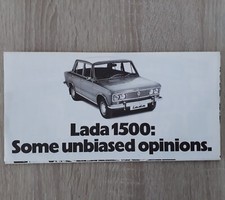 Lada 1500:
Some unbiased opinions.